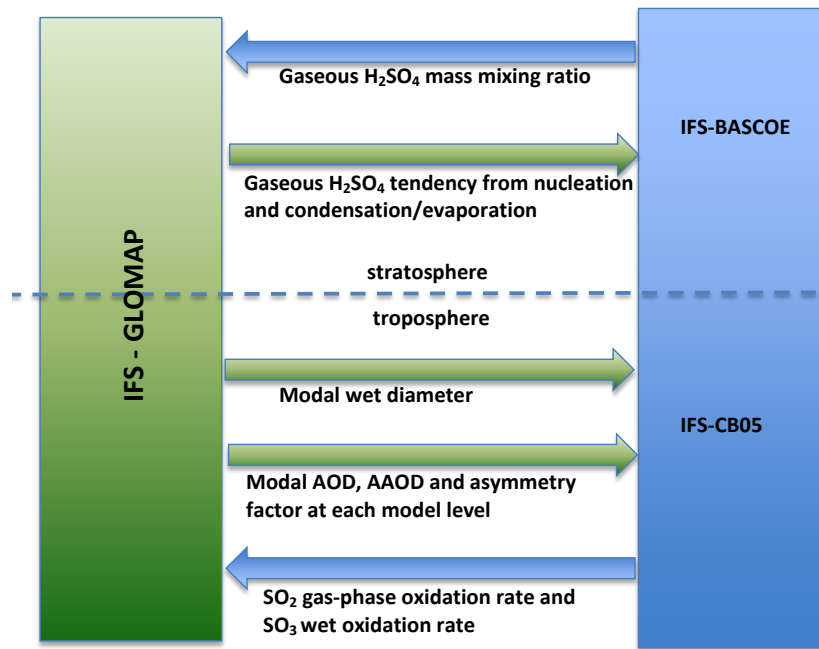 Gaseous H₂SO₄ mass mixing ratio
IFS-BASCOE
Gaseous H₂SO₄ tendency from nucleation
and condensation/evaporation
IFS - GLOMAP
stratosphere
troposphere
Modal wet diameter
IFS-CB05
Modal AOD, AAOD and asymmetry
factor at each model level
SO₂ gas-phase oxidation rate and
SO₃ wet oxidation rate